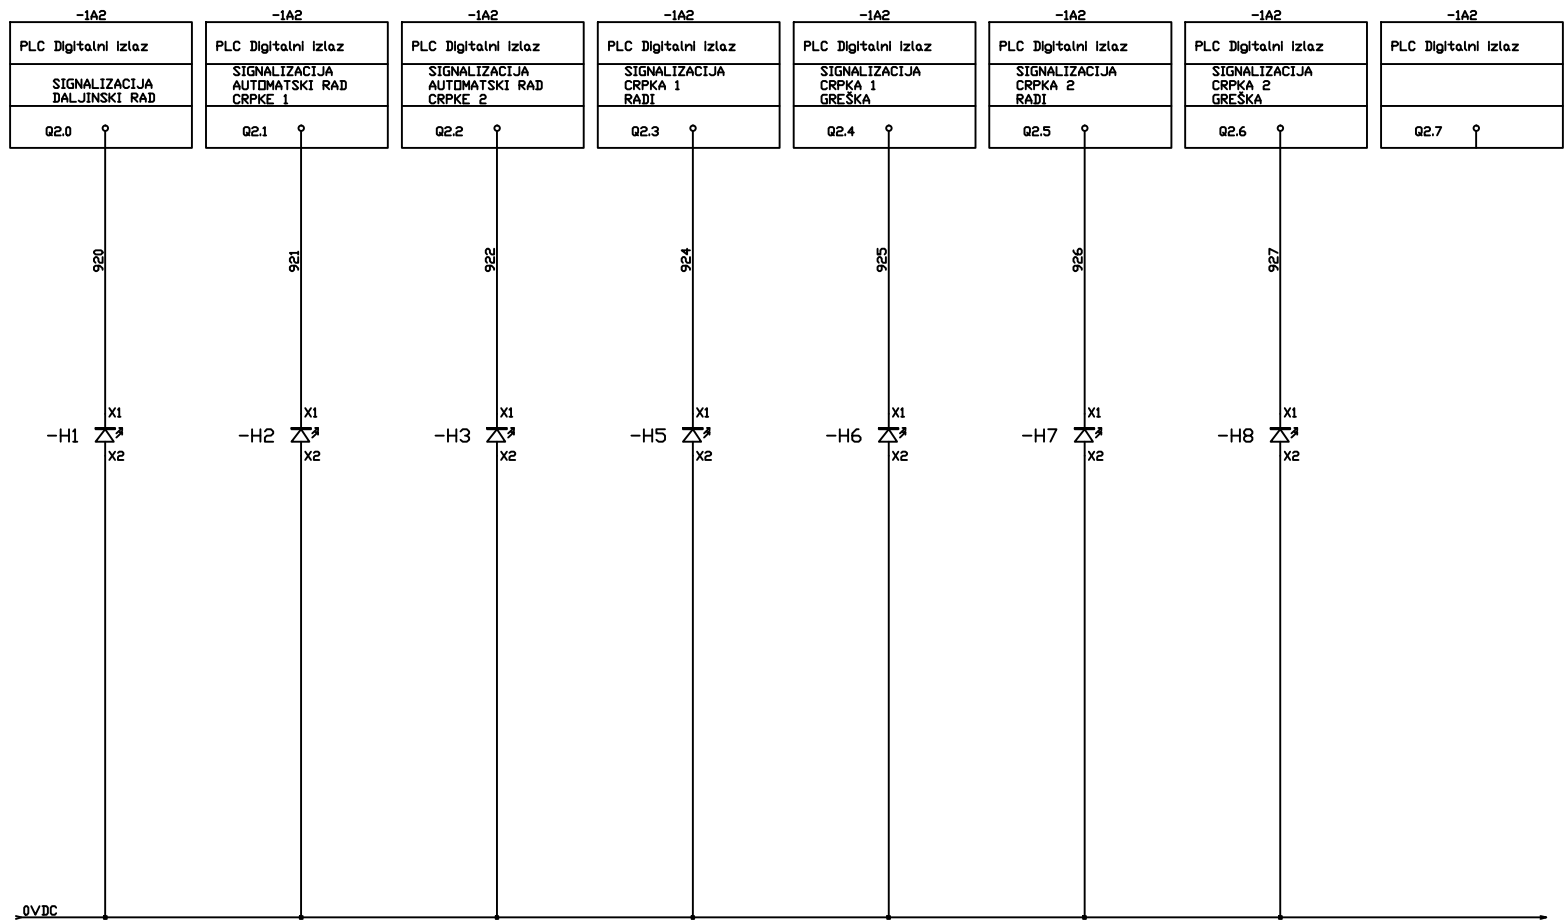 -1A2
PLC Digitalni izlaz
SIGNALIZACIJA
DALJINSKI RAD
Q2.0
-1A2
PLC Digitalni izlaz
SIGNALIZACIJA
AUTOMATSKI RAD
CRPKE 1
Q2.1
-1A2
PLC Digitalni izlaz
SIGNALIZACIJA
AUTOMATSKI RAD
CRPKE 2
Q2.2
-1A2
PLC Digitalni izlaz
SIGNALIZACIJA
CRPKA 1
RADI
Q2.3
-1A2
PLC Digitalni izlaz
SIGNALIZACIJA
CRPKA 1
GREŠKA
Q2.4
-1A2
PLC Digitalni izlaz
SIGNALIZACIJA
CRPKA 2
RADI
Q2.5
-1A2
PLC Digitalni izlaz
SIGNALIZACIJA
CRPKA 2
GREŠKA
Q2.6
-1A2
PLC Digitalni izlaz
Q2.7
920
921
922
924
925
926
927
X1
-H1
X2
X1
-H2
X2
X1
-H3
X2
X1
-H5
X2
X1
-H6
X2
X1
-H7
X2
X1
-H8
X2
0VDC